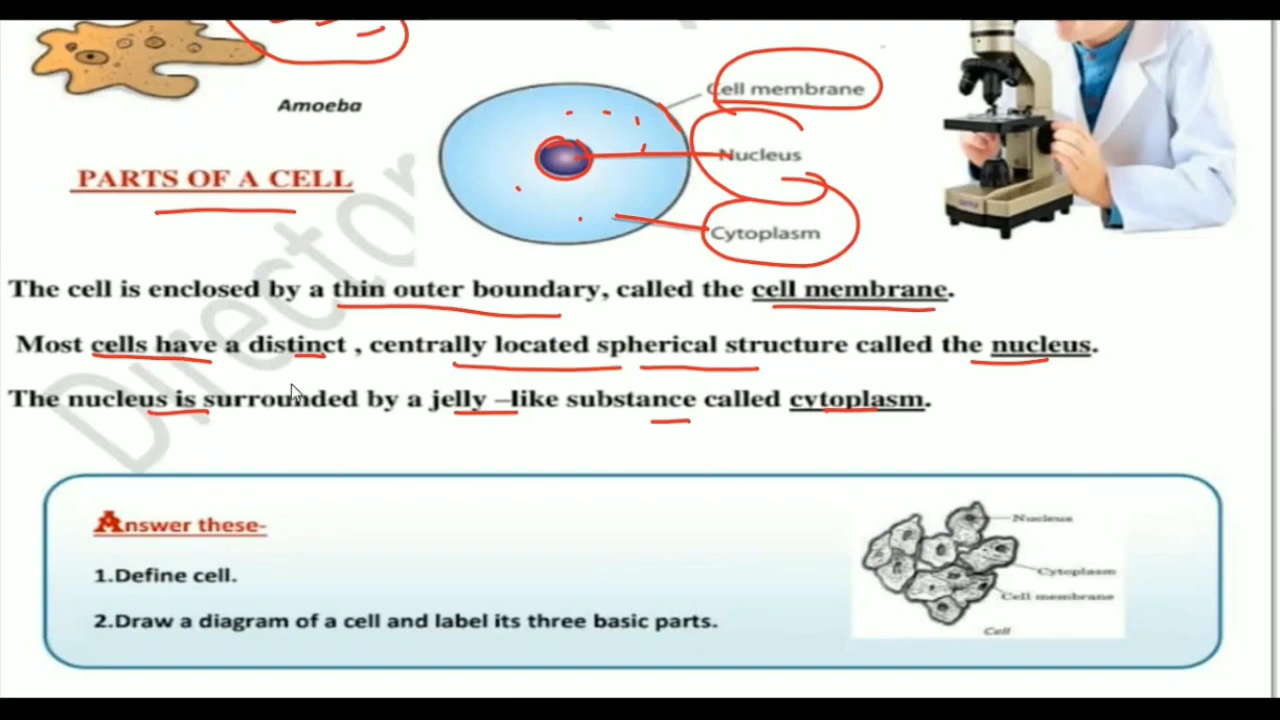 Amoeba
Cell membrane
Nucleus
Cytoplasm
PARTS OF A CELL
Director
The cell is enclosed by a thin outer boundary, called the cell membrane.
Most cells have a distinct , centrally located spherical structure called the nucleus.
The nucleus is surrounded by a jelly –like substance called cytoplasm.
Answer these-
1.Define cell.
2.Draw a diagram of a cell and label its three basic parts.
Nucleus
Cytoplasm
Cell membrane
Cell